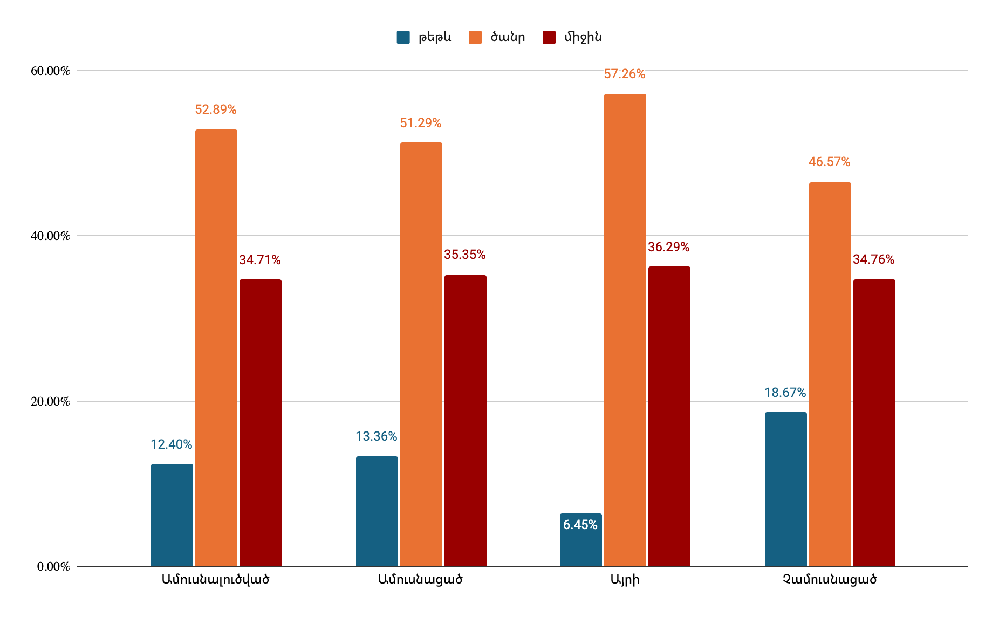 թեթև ծանր միջին
60.00%
40.00%
20.00%
0.00%
12.40% 52.89% 34.71%
13.36% 51.29% 35.35%
6.45% 57.26% 36.29%
18.67% 46.57% 34.76%
Ամուսնալուծված Ամուսնացած Այրի Չամուսնացած